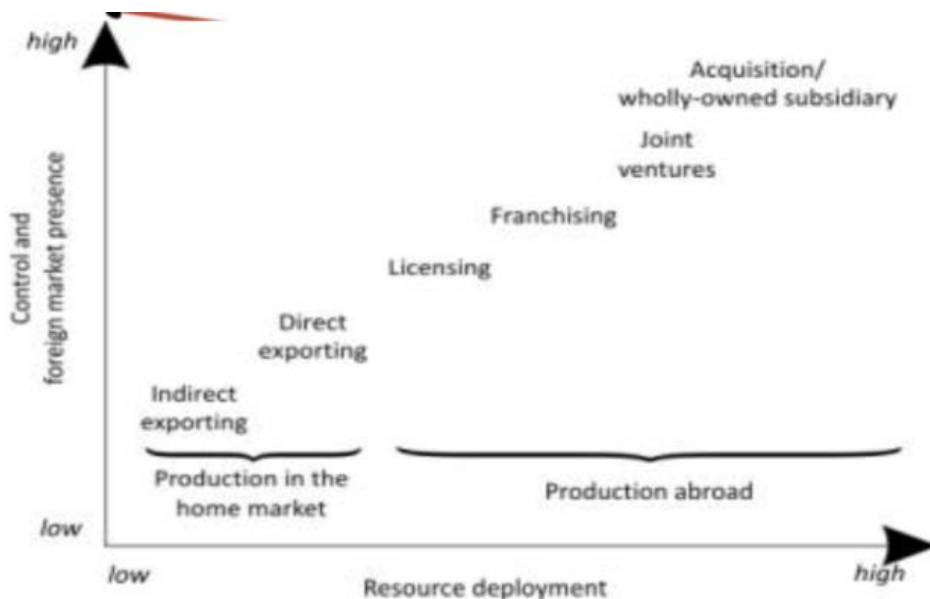 high
Acquisition/
wholly-owned subsidiary
Joint
ventures
Franchising
Licensing
Direct
exporting
Indirect
exporting
Control and
foreign market presence
Production in the
home market
Production abroad
low
low
Resource deployment
high